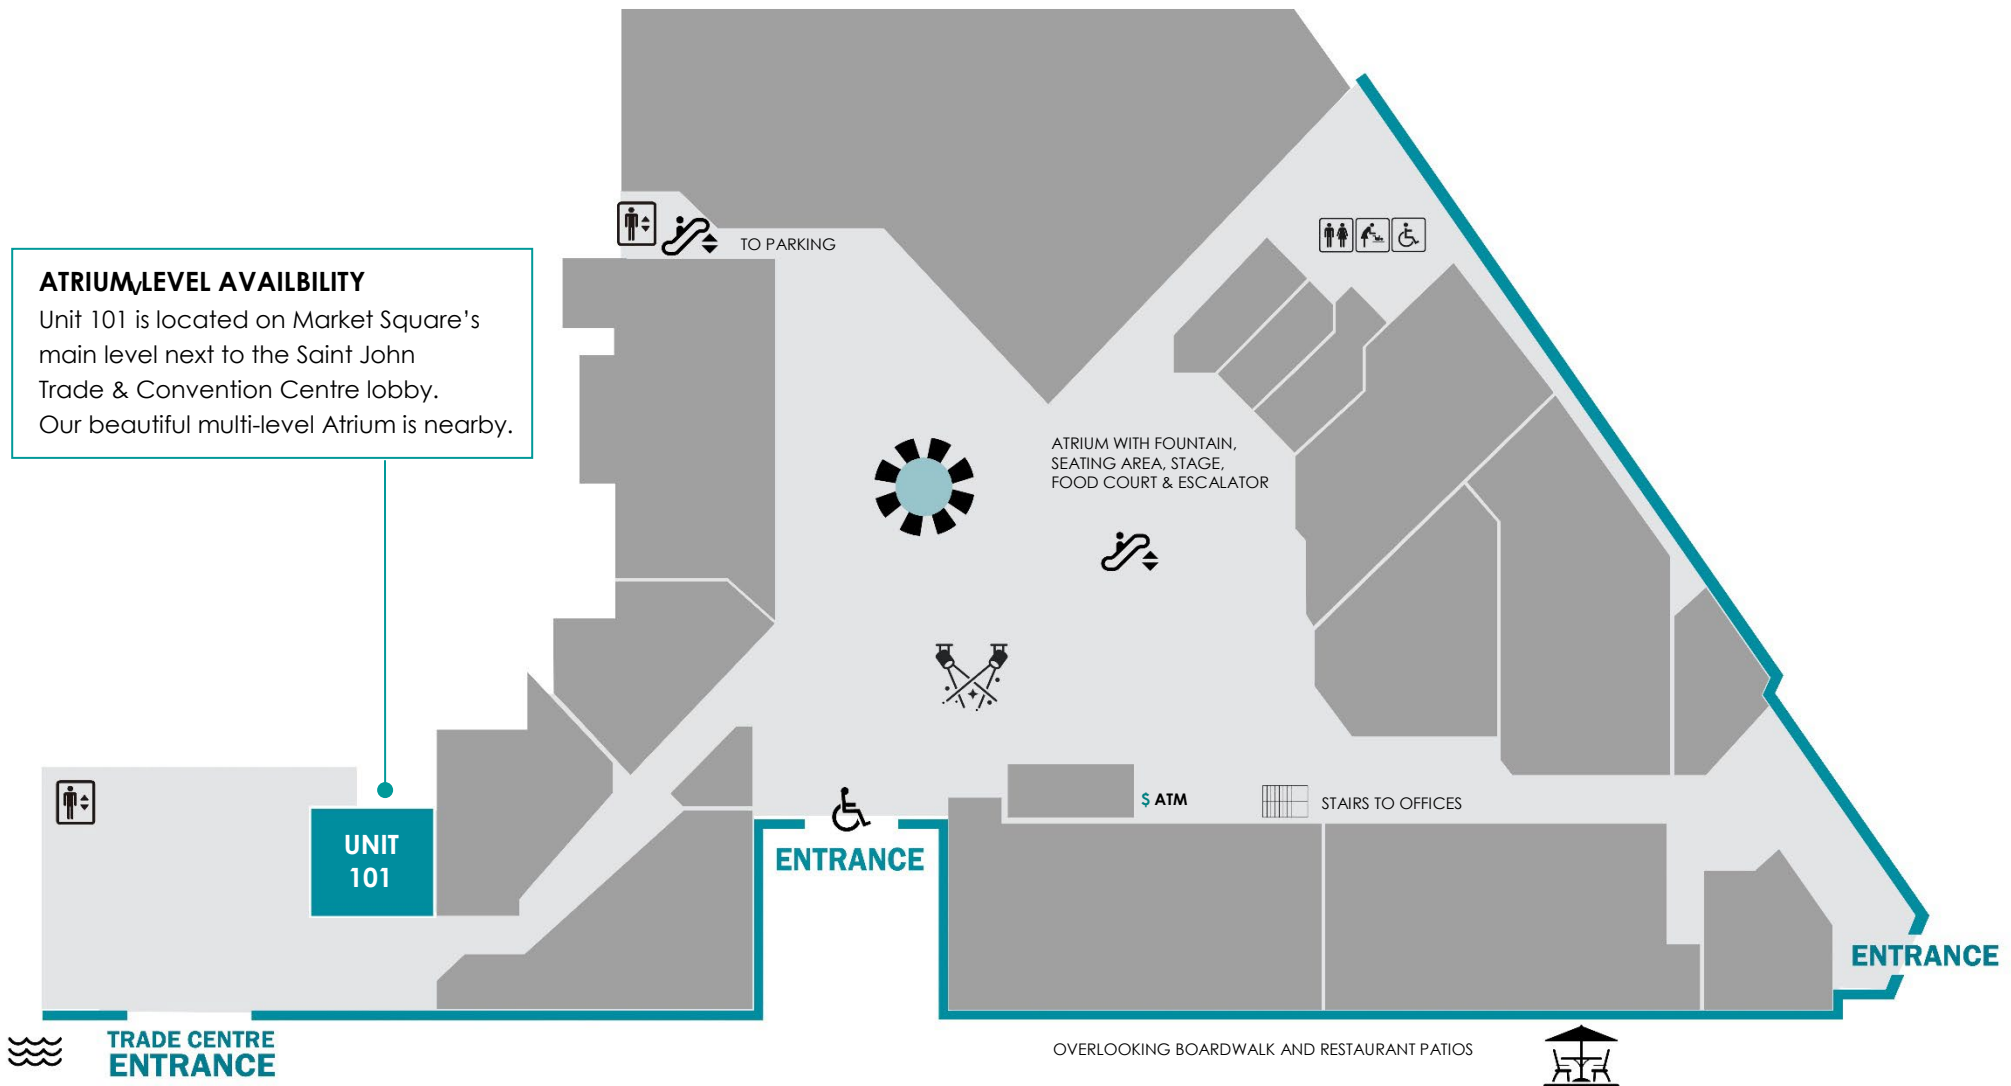 TO PARKING
ATRIUM,LEVEL AVAILBILITY
Unit 101 is located on Market Square’s
main level next to the Saint John
Trade & Convention Centre lobby.
Our beautiful multi-level Atrium is nearby.
ATRIUM WITH FOUNTAIN,
SEATING AREA, STAGE,
FOOD COURT & ESCALATOR
$ ATM
STAIRS TO OFFICES
UNIT
101
ENTRANCE
ENTRANCE
TRADE CENTRE
ENTRANCE
OVERLOOKING BOARDWALK AND RESTAURANT PATIOS